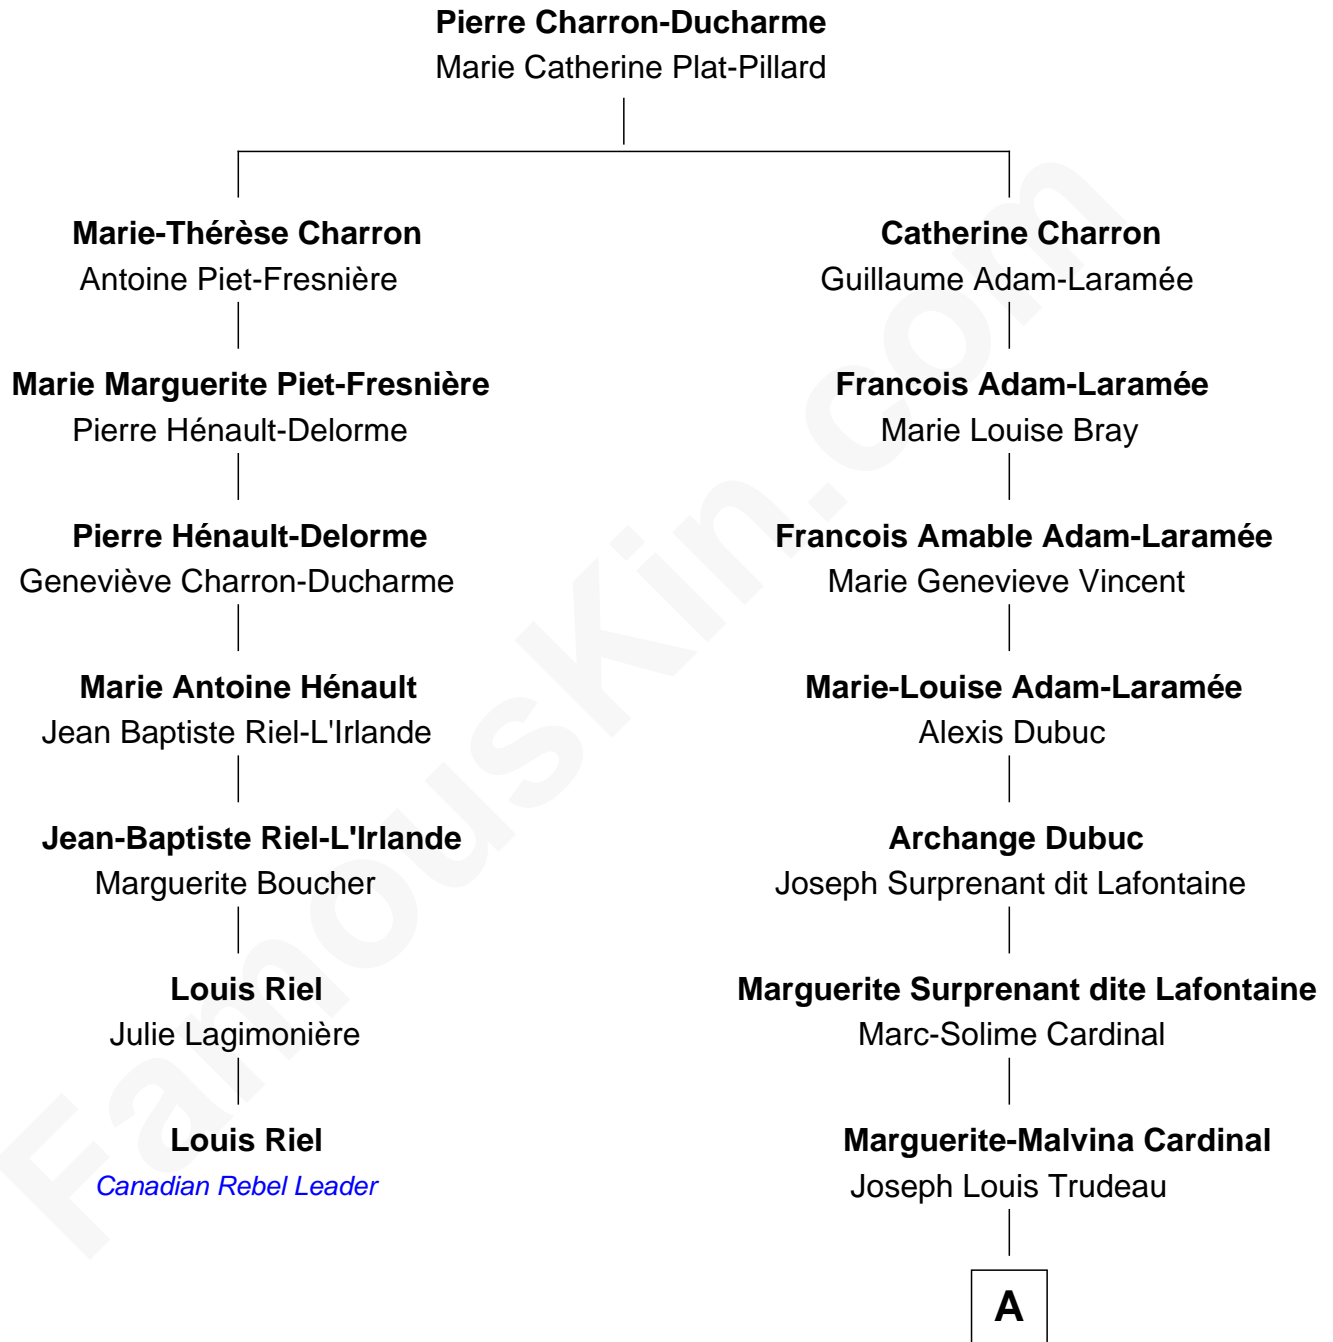 Pierre Charron-Ducharme
Marie Catherine Plat-Pillard
Marie-Thérèse Charron
Antoine Piet-Fresnière
Catherine Charron
Guillaume Adam-Laramée
Marie Marguerite Piet-Fresnière
Pierre Hénault-Delorme
Francois Adam-Laramée
Marie Louise Bray
Pierre Hénault-Delorme
Geneviève Charron-Ducharme
Francois Amable Adam-Laramée
Marie Genevieve Vincent
Marie Antoine Hénault
Jean Baptiste Riel-L'Irlande
Marie-Louise Adam-Laramée
Alexis Dubuc
Jean-Baptiste Riel-L'Irlande
Marguerite Boucher
Archange Dubuc
Joseph Surprenant dit Lafontaine
Louis Riel
Julie Lagimonière
Marguerite Surprenant dite Lafontaine
Marc-Solime Cardinal
Louis Riel
Canadian Rebel Leader
Marguerite-Malvina Cardinal
Joseph Louis Trudeau
A
FamousKin.com